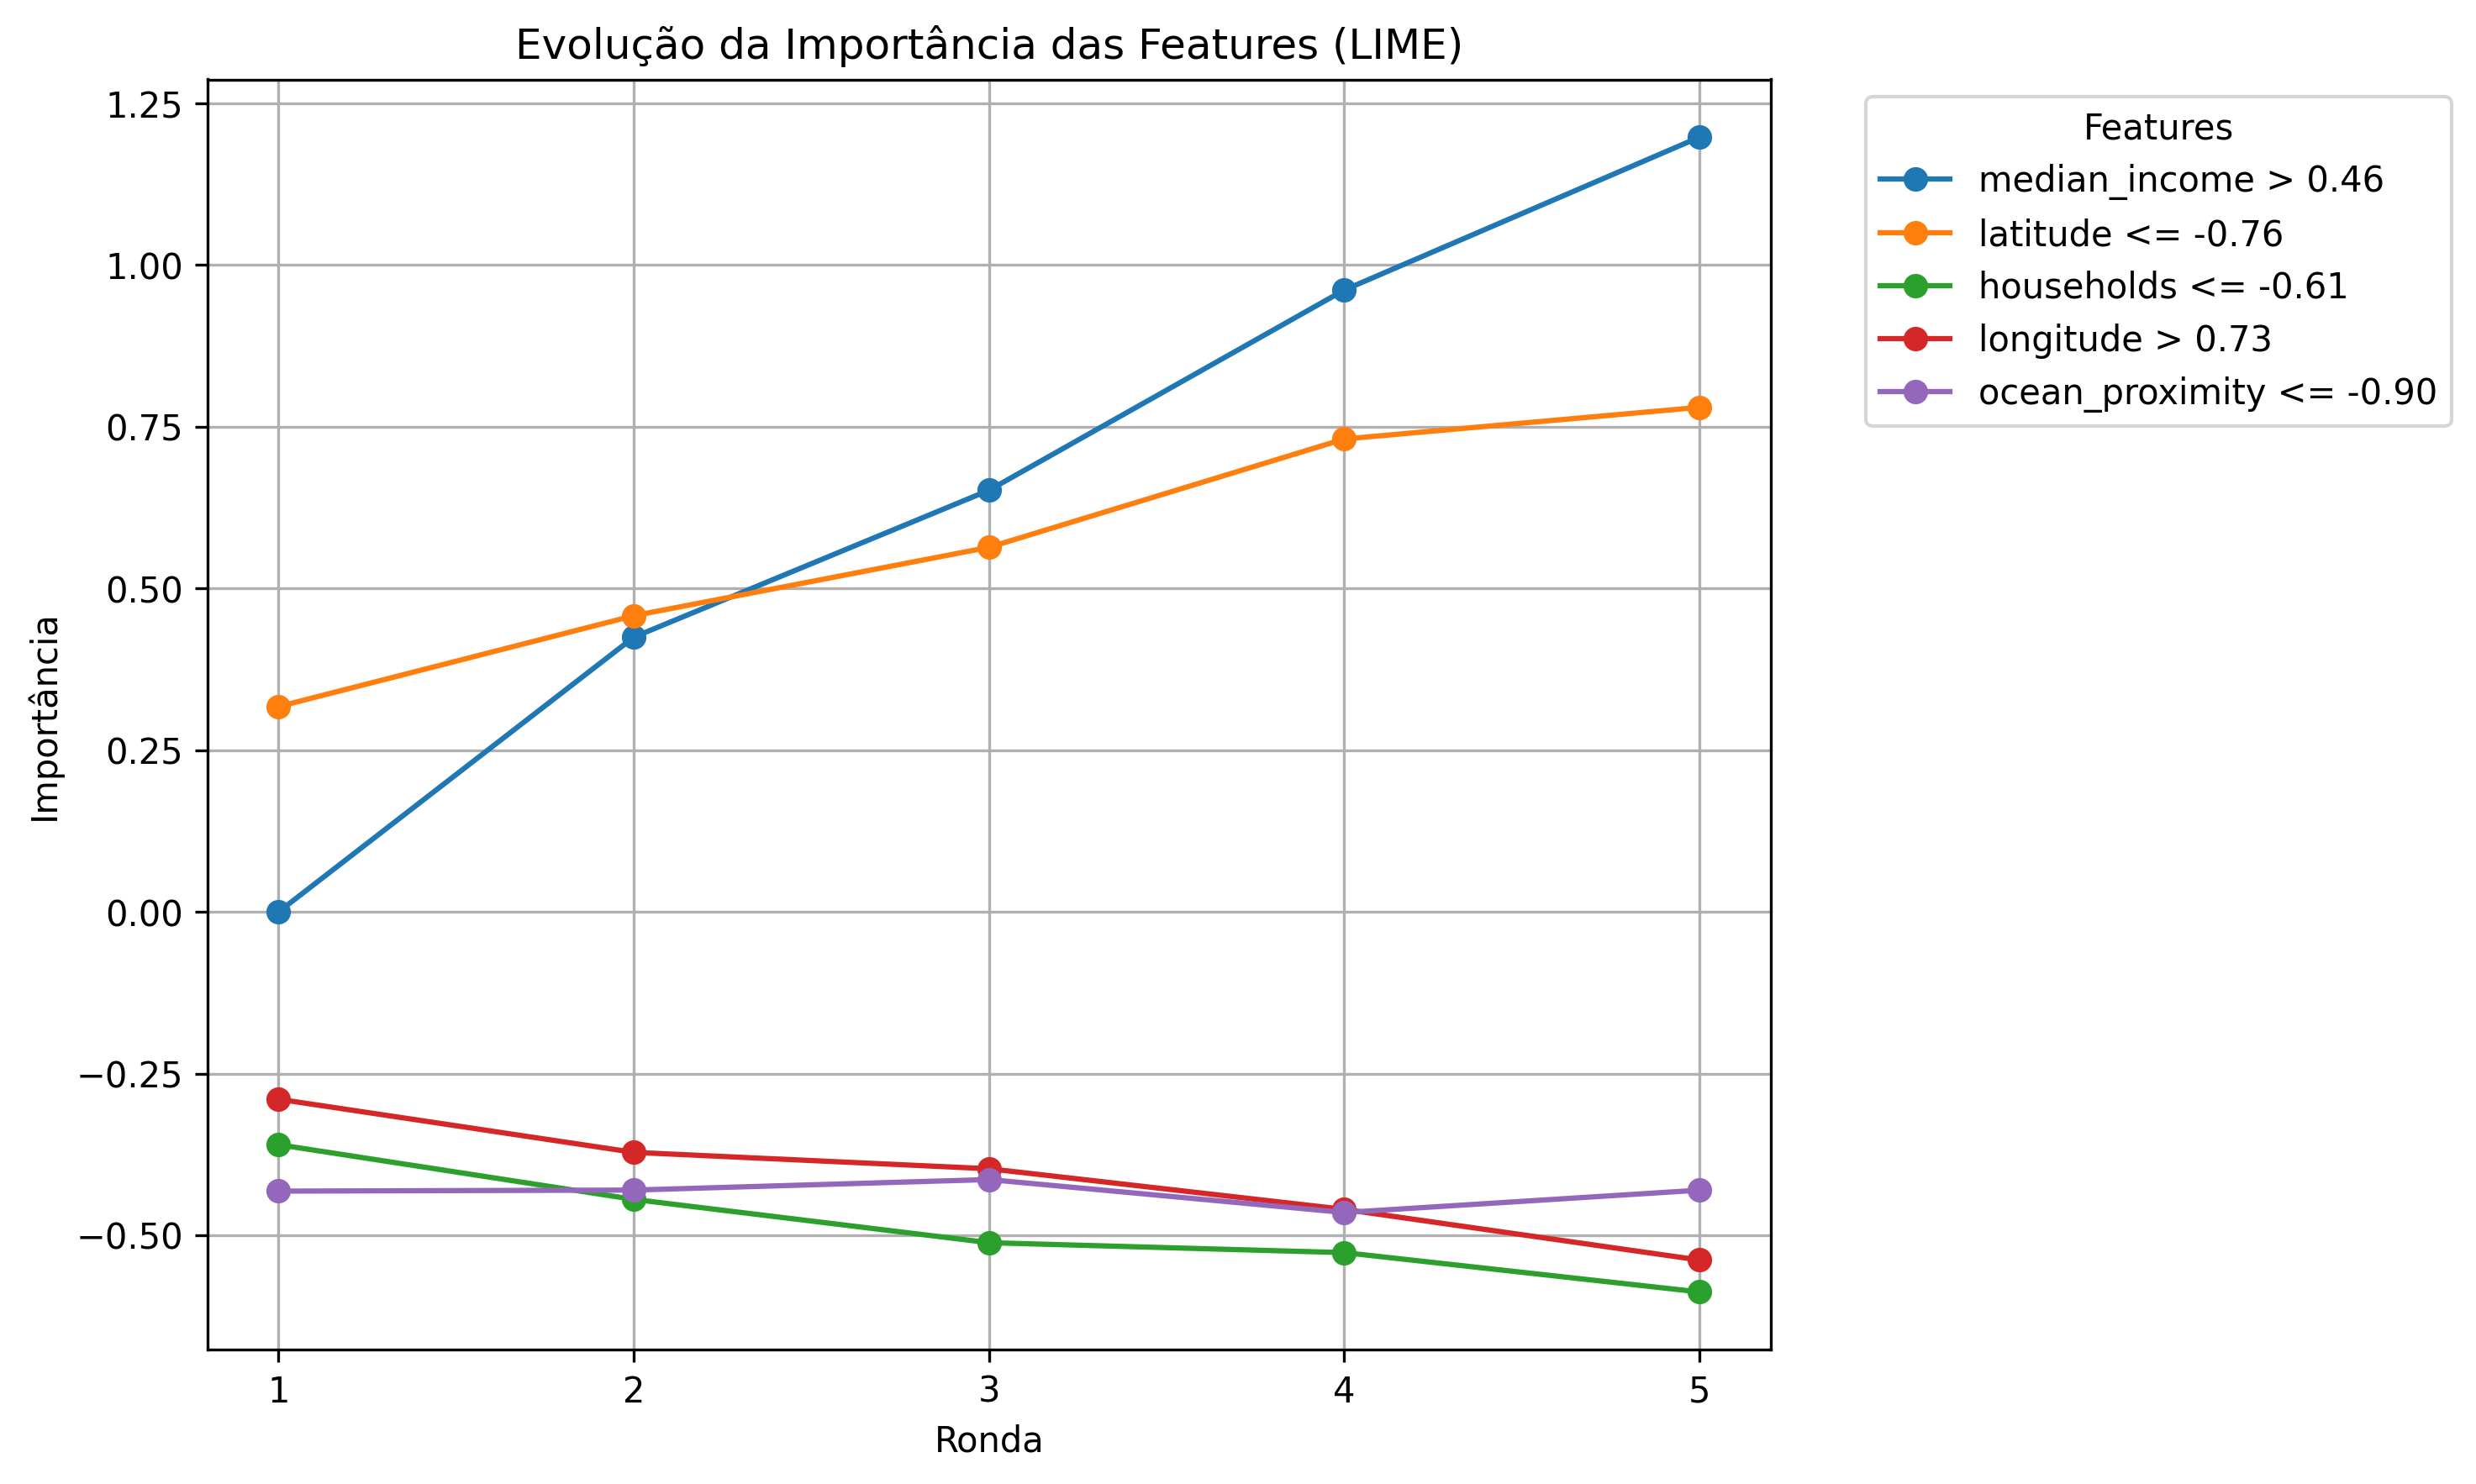 Evolução da Importância das Features (LIME)
Importância
1.25
1.00
0.75
0.50
0.25
0.00
−0.25
−0.50
1 2 3 4 5
Ronda
Features
median_income > 0.46
latitude <= -0.76
households <= -0.61
longitude > 0.73
ocean_proximity <= -0.90